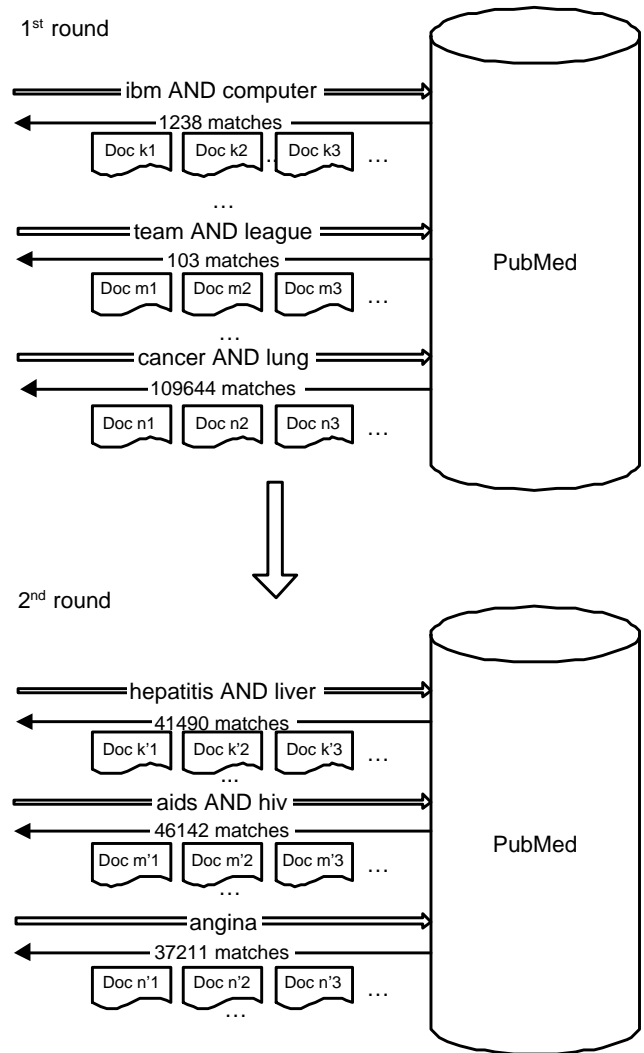 1st round
ibm AND computer
1238 matches
Doc k1 Doc k2 .. Doc k3 …
…
team AND league
103 matches
PubMed
Doc m1 Doc m2 Doc m3 …
…
cancer AND lung
109644 matches
Doc n1 Doc n2 Doc n3 …
2nd round
hepatitis AND liver
41490 matches
Doc k'1 Doc k'2 Doc k'3 …
...
aids AND hiv
46142 matches
PubMed
Doc m'1 Doc m'2 Doc m'3 …
…
angina
37211 matches
Doc n'1 Doc n'2 Doc n'3 …
…